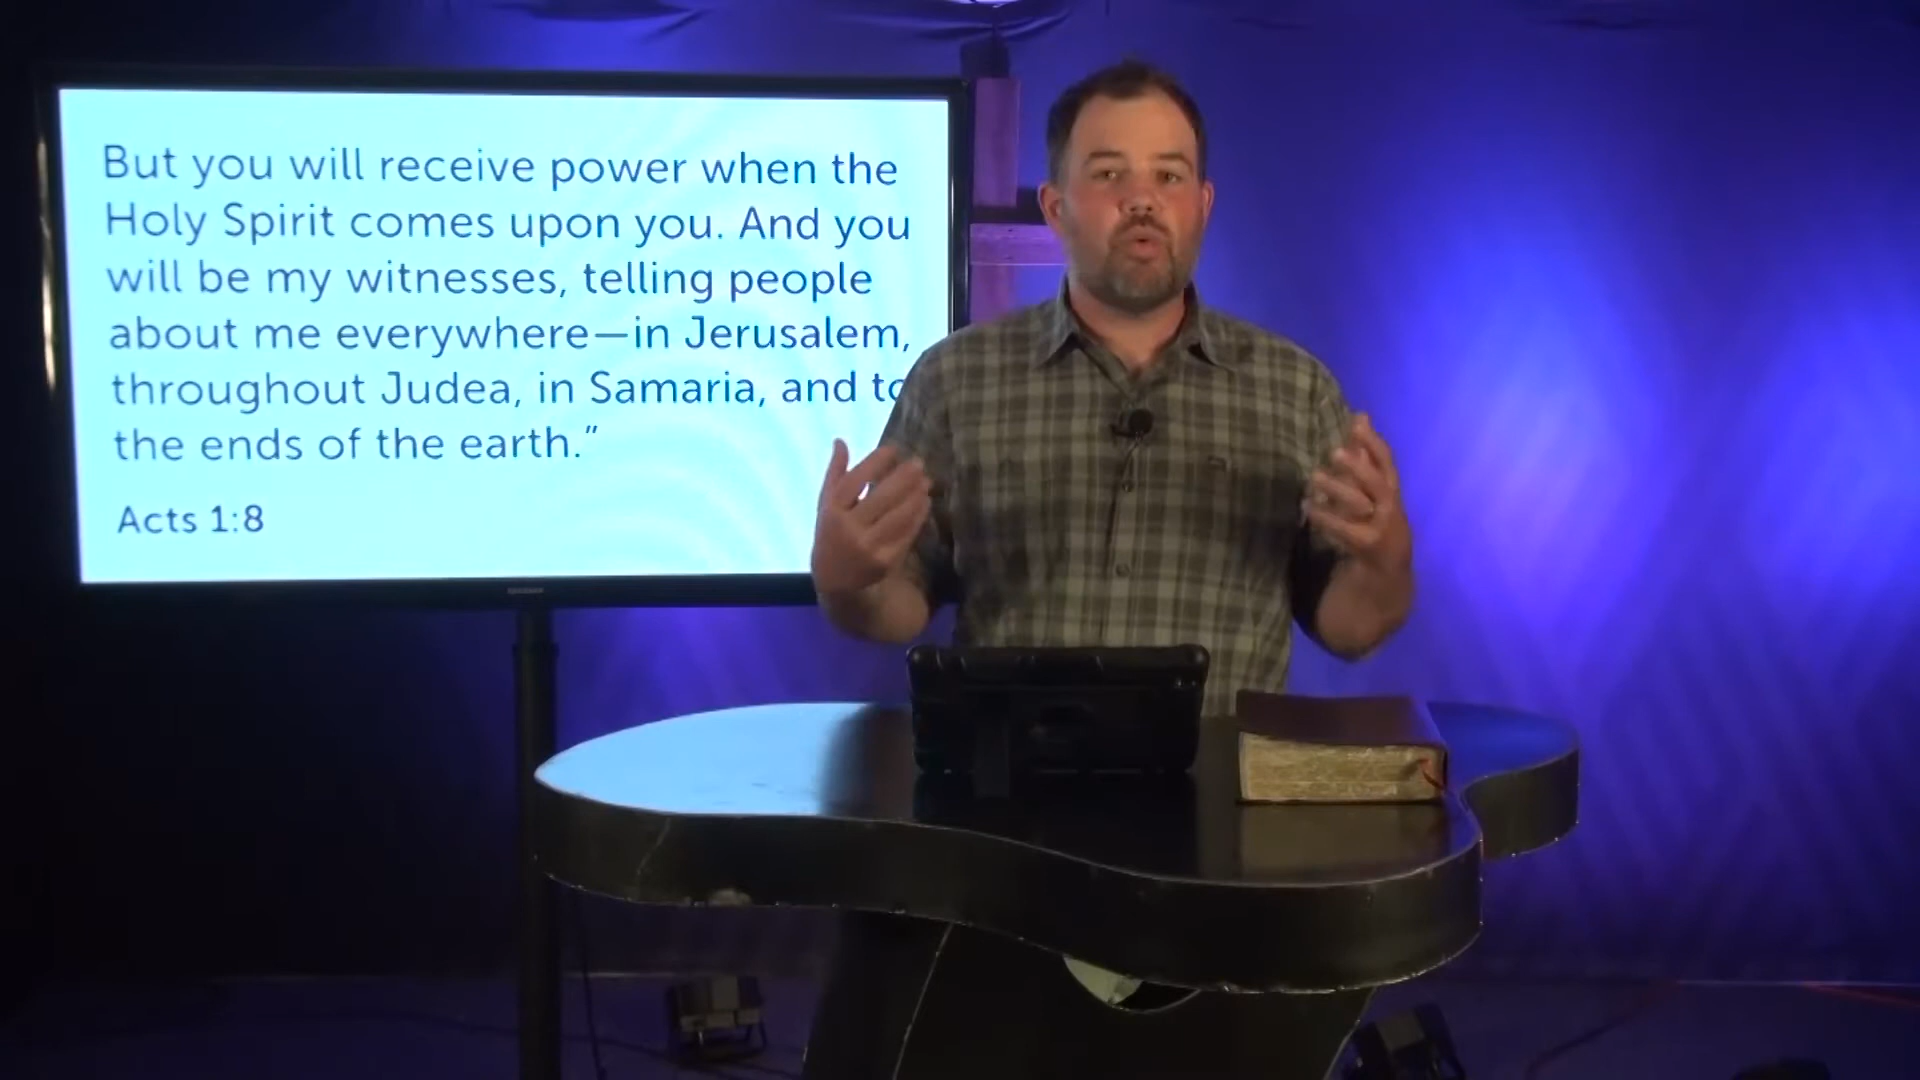 But you will receive power when the
Holy Spirit comes upon you. And you
will be my witnesses, telling people
about me everywhere—in Jerusalem,
throughout Judea, in Samaria, and to
the ends of the earth.”
Acts 1:8